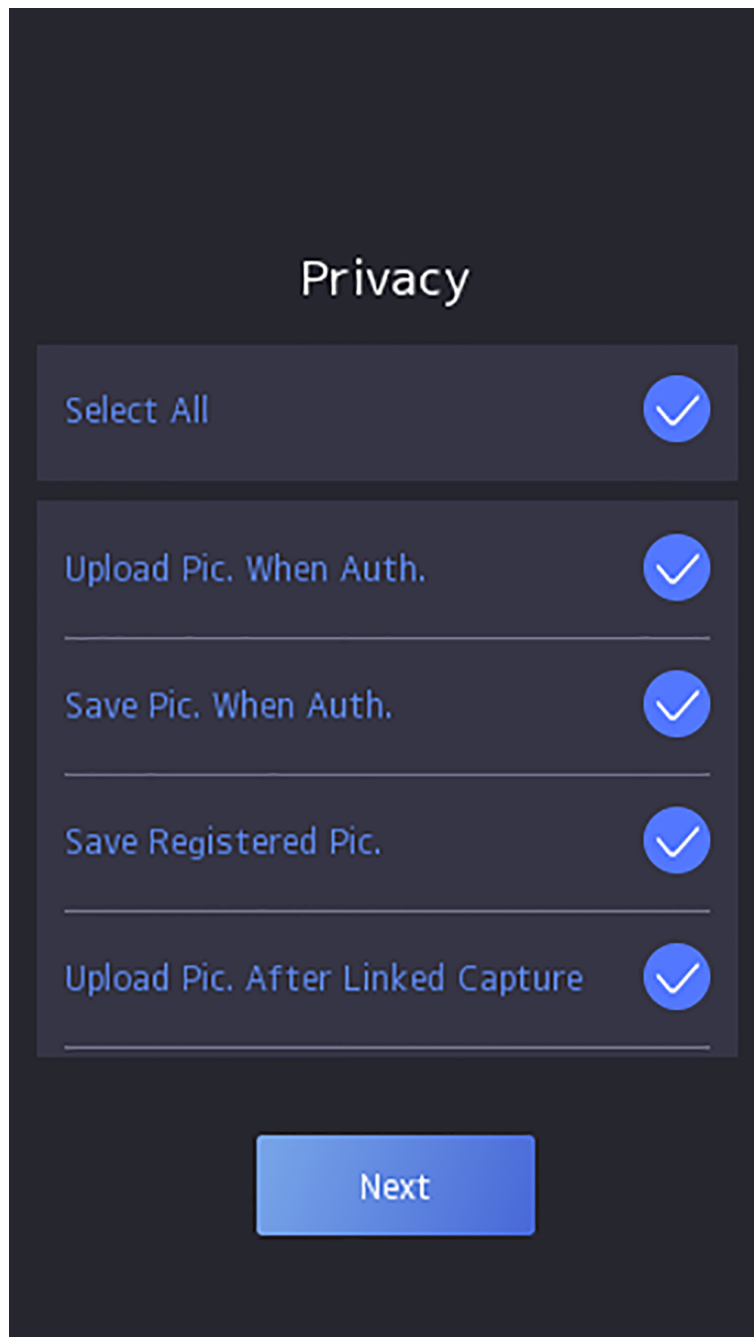 Privacy
Select All
Upload Pic. When Auth.
Save Pic. When Auth.
Save Registered Pic.
Upload Pic. After Linked Capture
Next